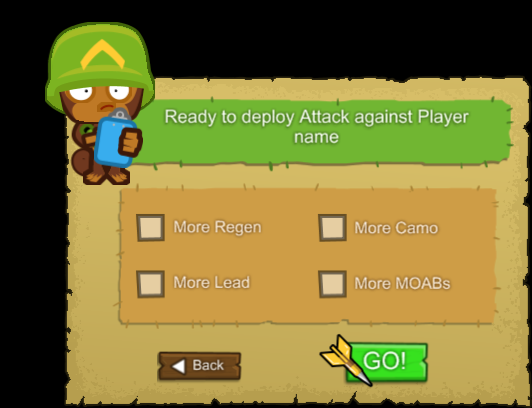 Ready to deploy Attack against Player
name
More Regen
More Camo
More Lead
More MOABs
Back
GO!